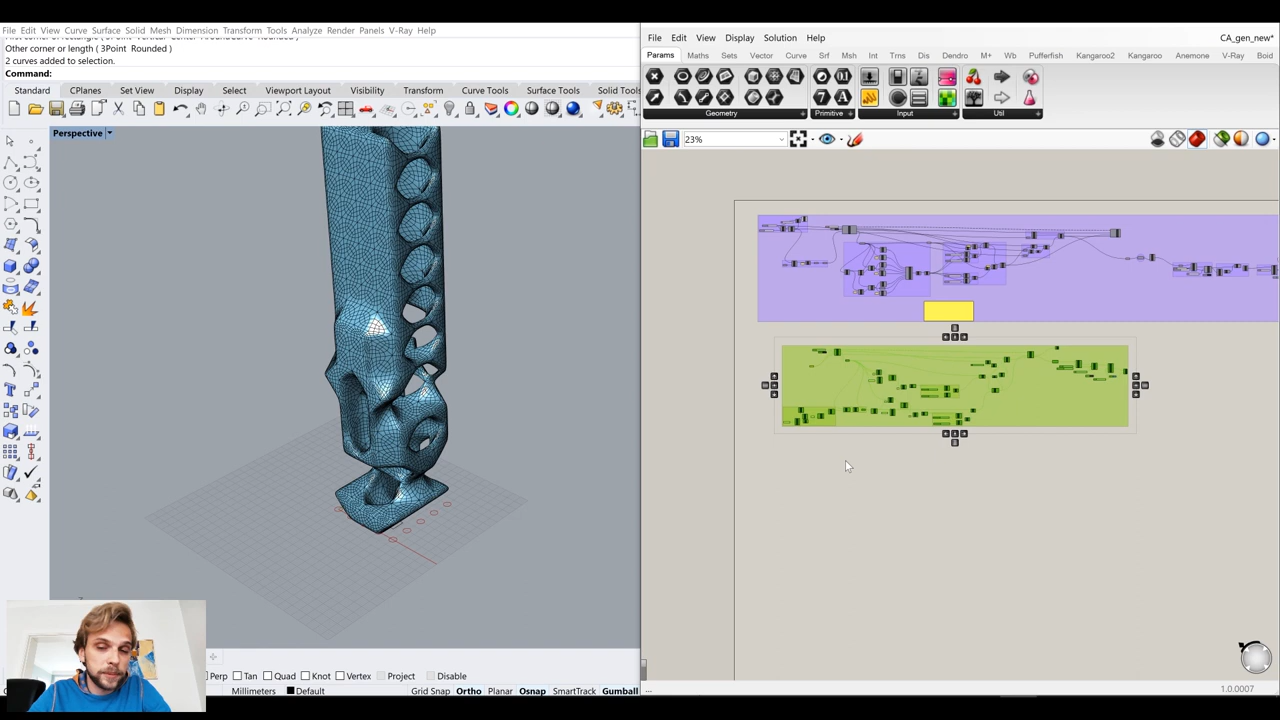 File Edit View Curve Surface Solid Mesh Dimension Transform Tools Analyze Render Panels V-Ray Help
Other corner or length ( 3Point Rounded )
2 curves added to selection.
Command:
Standard CPlanes Set View Display Select Viewport Layout Visibility Transform Curve Tools Surface Tools Solid Tools
Perspective
Perp Tan Quad Knot Vertex Project Disable
Millimeters Default Grid Snap Ortho Planar Osnap SmartTrack Gumball
File Edit View Display Solution Help CA_gen_new*
Params Maths Sets Vector Curve Srf Msh Int Trns Dis Dendro M+ Wb Pufferfish Kangaroo2 Kangaroo Anemone V-Ray Boid
Geometry Primitive Input Util
23%
... 1.0.0007